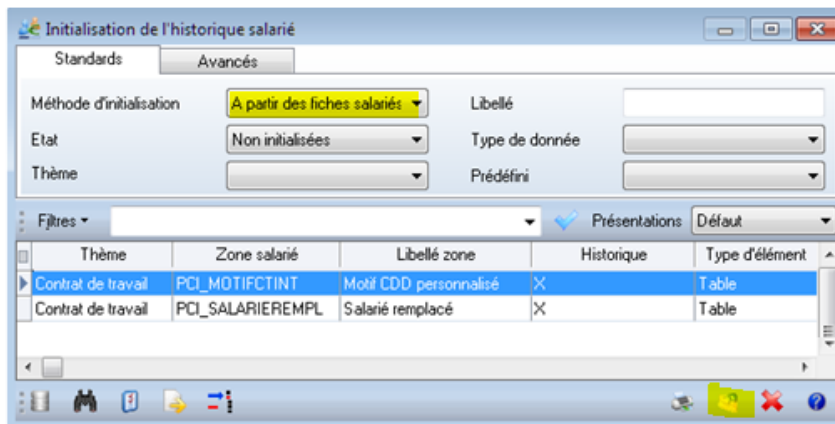 Initialisation de l'historique salarié
Standards Avancés
Méthode d'initialisation A partir des fiches salariés Libellé
Etat Non initialisées Type de donnée
Thème Prédéfini
Filtres Présentations Défaut
Thème Zone salarié Libellé zone Historique Type d'élément
Contrat de travail PCI_MOTIFCTINT Motif CDD personnalisé X Table
Contrat de travail PCI_SALARIEREMPL Salarié remplacé X Table